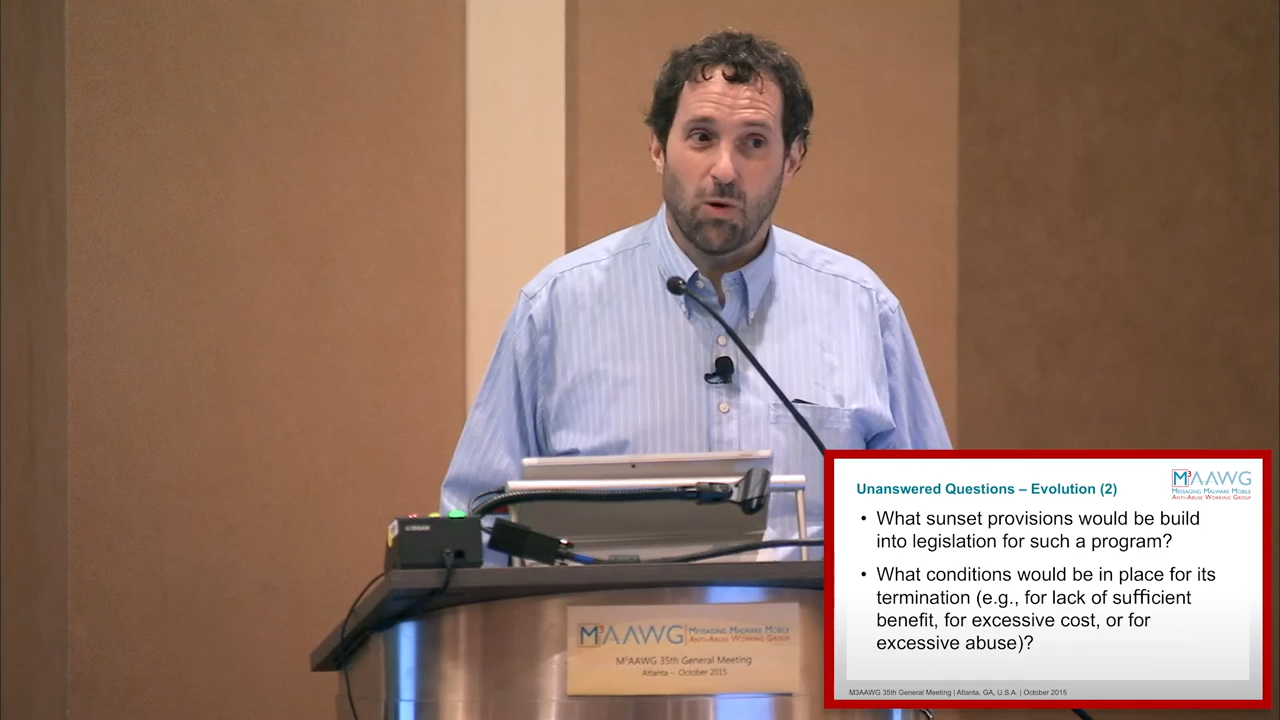 M³AAWG MESSAGING MALWARE MOBILE
ANTI-ABUSE WORKING GROUP
M³AAWG 35th General Meeting
Atlanta – October 2015
M³AAWG
MESSAGING MALWARE MOBILE
ANTI-ABUSE WORKING GROUP
Unanswered Questions – Evolution (2)
• What sunset provisions would be build
into legislation for such a program?
• What conditions would be in place for its
termination (e.g., for lack of sufficient
benefit, for excessive cost, or for
excessive abuse)?
M3AAWG 35th General Meeting | Atlanta, GA, U.S.A. | October 2015